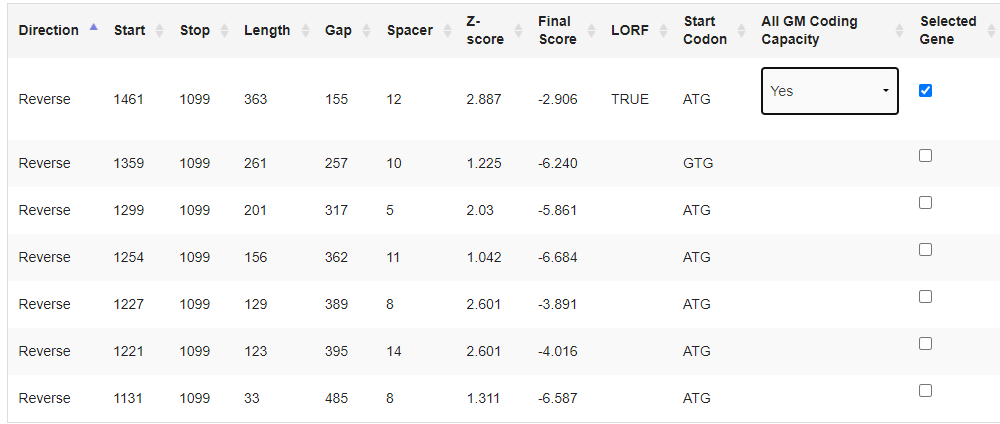 Direction Start Stop Length Gap Spacer Z-score Final Score LORF Start Codon All GM Coding Capacity Selected Gene
Reverse 1461 1099 363 155 12 2.887 -2.906 TRUE ATG Yes
Reverse 1359 1099 261 257 10 1.225 -6.240 GTG
Reverse 1299 1099 201 317 5 2.03 -5.861 ATG
Reverse 1254 1099 156 362 11 1.042 -6.684 ATG
Reverse 1227 1099 129 389 8 2.601 -3.891 ATG
Reverse 1221 1099 123 395 14 2.601 -4.016 ATG
Reverse 1131 1099 33 485 8 1.311 -6.587 ATG